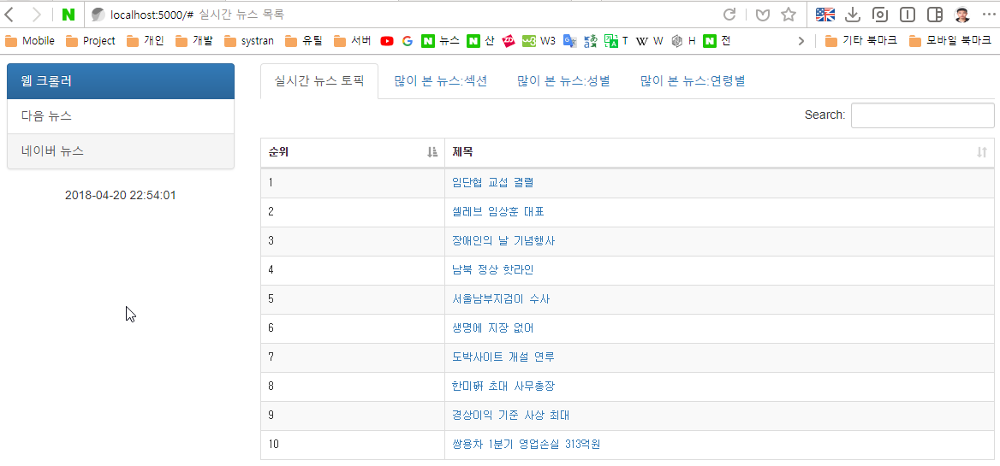 localhost:5000/# 실시간 뉴스 목록
Mobile Project 개인 개발 systran 유틸 서버 뉴스 산 W3 T W H 전 기타 북마크 모바일 북마크
웹 크롤러
다음 뉴스
네이버 뉴스
2018-04-20 22:54:01
실시간 뉴스 토픽 많이 본 뉴스:섹션 많이 본 뉴스:성별 많이 본 뉴스:연령별
Search:
순위 제목
1 임단협 교섭 결렬
2 셀레브 임상훈 대표
3 장애인의 날 기념행사
4 남북 정상 핫라인
5 서울남부지검이 수사
6 생명에 지장 없어
7 도박사이트 개설 연루
8 한미硏 초대 사무총장
9 경상이익 기준 사상 최대
10 쌍용차 1분기 영업손실 313억원